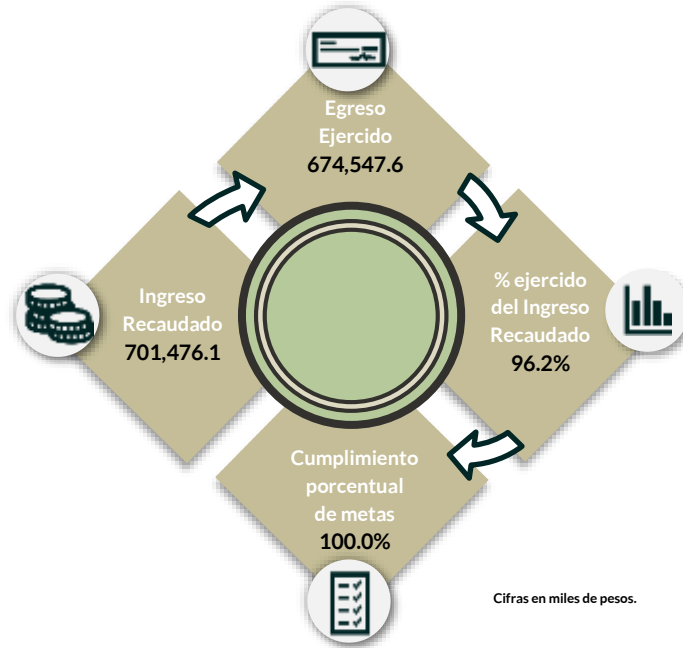 Egreso
Ejercido
674,547.6
Ingreso
Recaudado
701,476.1
% ejercido
del Ingreso
Recaudado
96.2%
Cumplimiento
porcentual
de metas
100.0%
Cifras en miles de pesos.